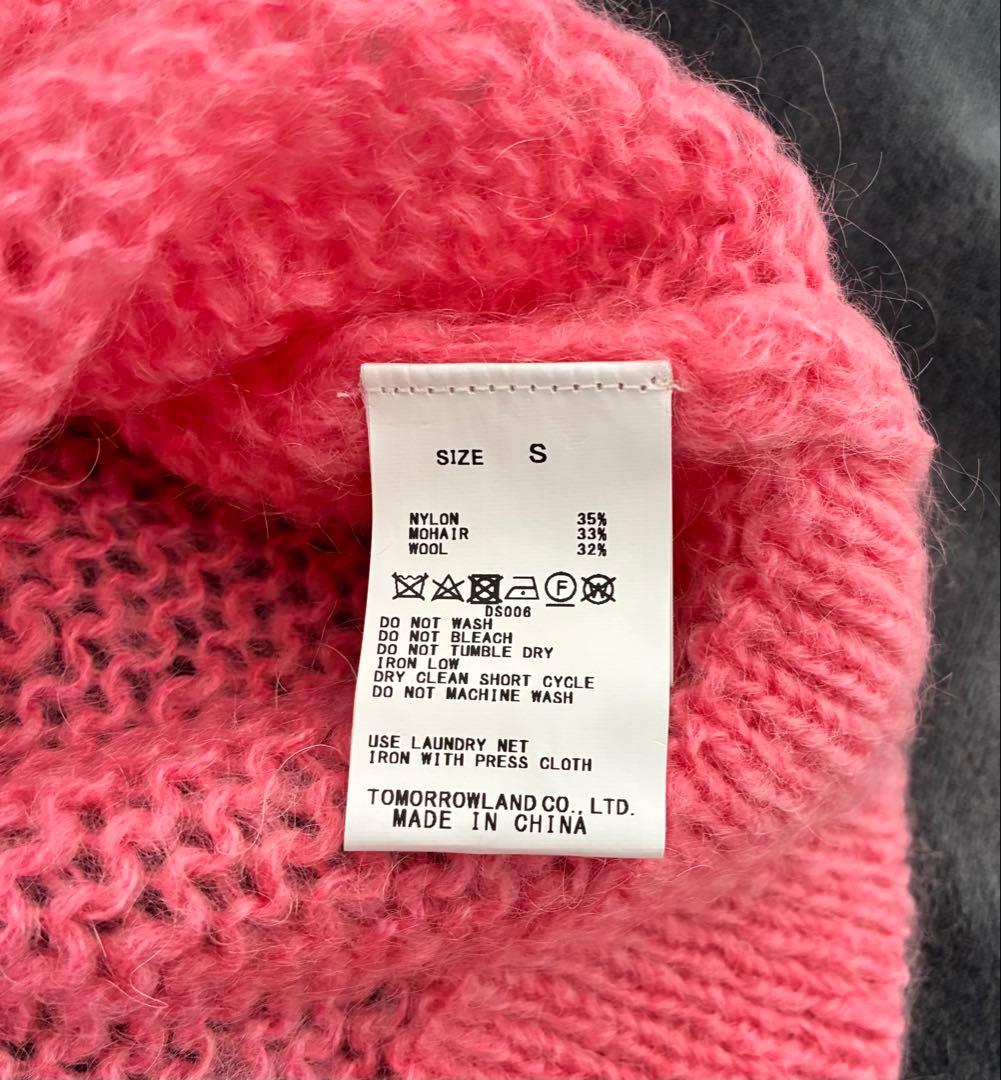 SIZE S
NYLON 35%
MOHAIR 33%
WOOL 32%
F W
DS006
DO NOT WASH
DO NOT BLEACH
DO NOT TUMBLE DRY
IRON LOW
DRY CLEAN SHORT CYCLE
DO NOT MACHINE WASH
USE LAUNDRY NET
IRON WITH PRESS CLOTH
TOMORROWLAND CO., LTD.
MADE IN CHINA